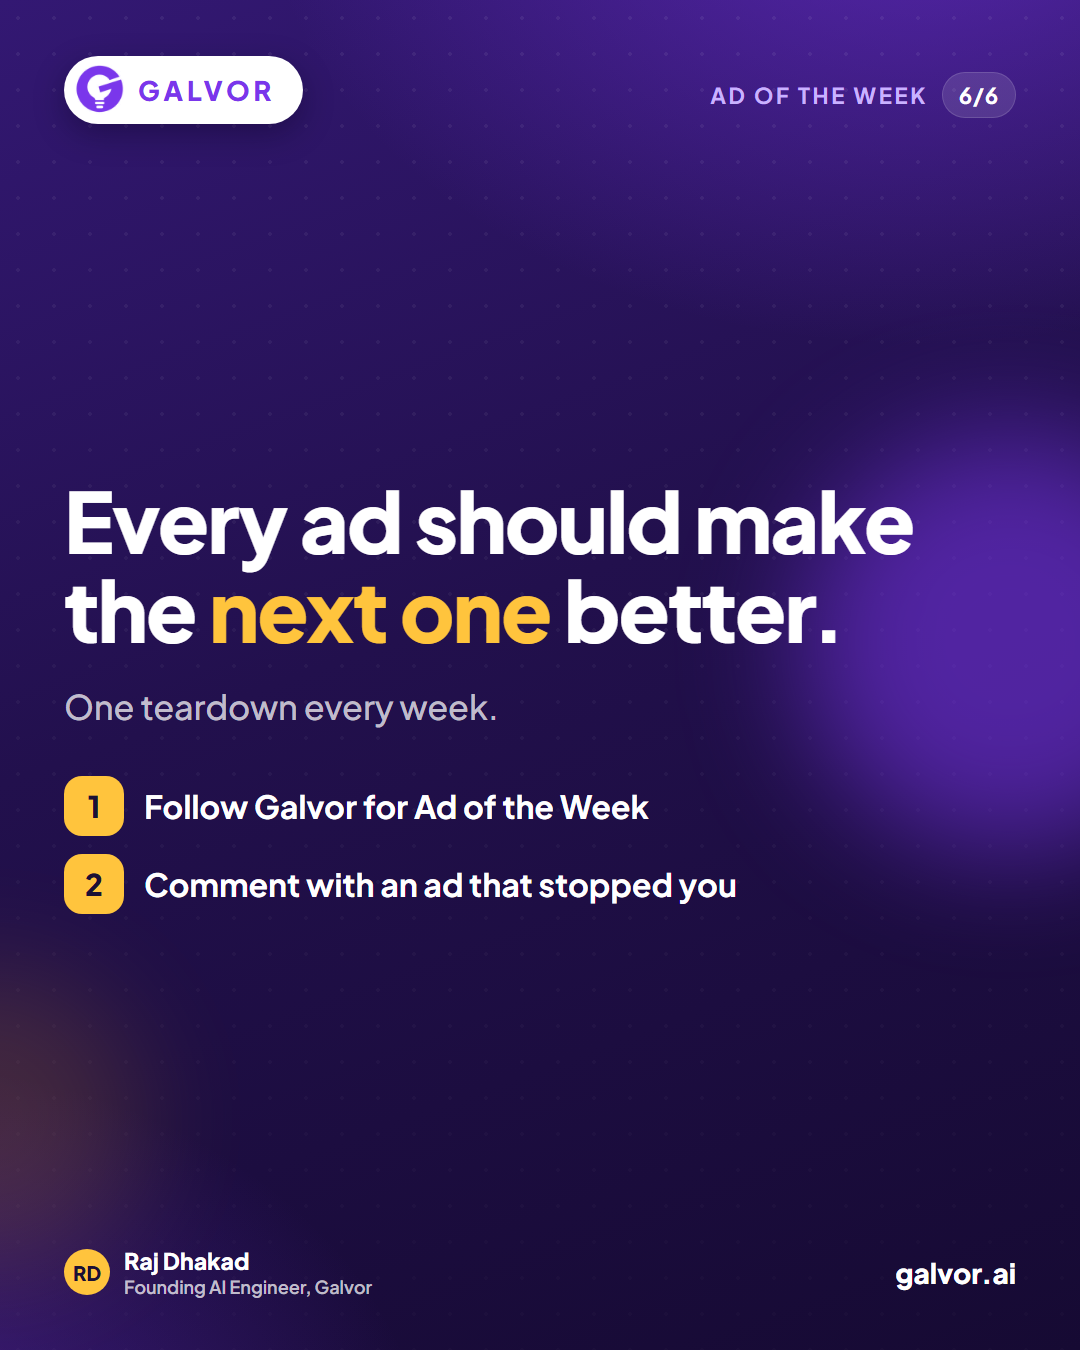 GALVOR
AD OF THE WEEK 6/6
Every ad should make
the next one better.
One teardown every week.
1 Follow Galvor for Ad of the Week
2 Comment with an ad that stopped you
RD Raj Dhakad
Founding AI Engineer, Galvor
galvor.ai